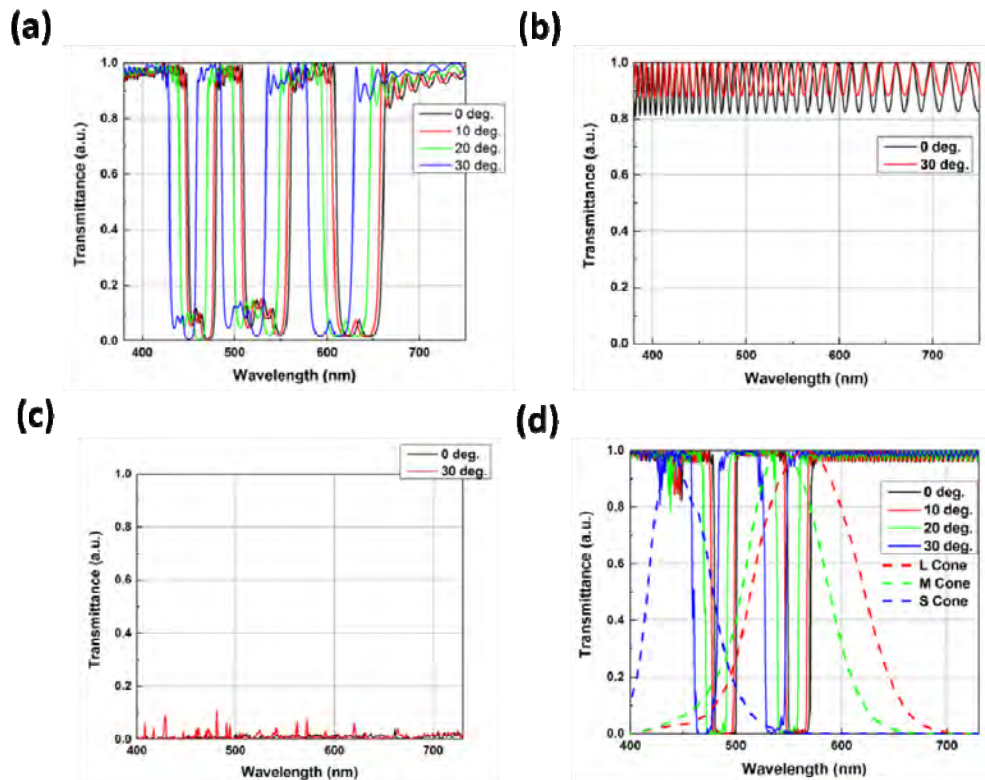 (a)
1.0
0.8
0.6
0.4
0.2
0.0
Transmittance (a.u.)
0 deg.
10 deg.
20 deg.
30 deg.
400 500 600 700
Wavelength (nm)
(b)
1.0
0.8
0.6
0.4
0.2
0.0
Transmittance (a.u.)
0 deg.
30 deg.
400 500 600 700
Wavelength (nm)
(c)
0 deg.
30 deg.
1.0
0.8
0.6
0.4
0.2
0.0
Transmittance (a.u.)
400 500 600 700
Wavelength (nm)
(d)
1.0
0.8
0.6
0.4
0.2
0.0
Transmittance (a.u.)
0 deg.
10 deg.
20 deg.
30 deg.
L Cone
M Cone
S Cone
400 500 600 700
Wavelength (nm)